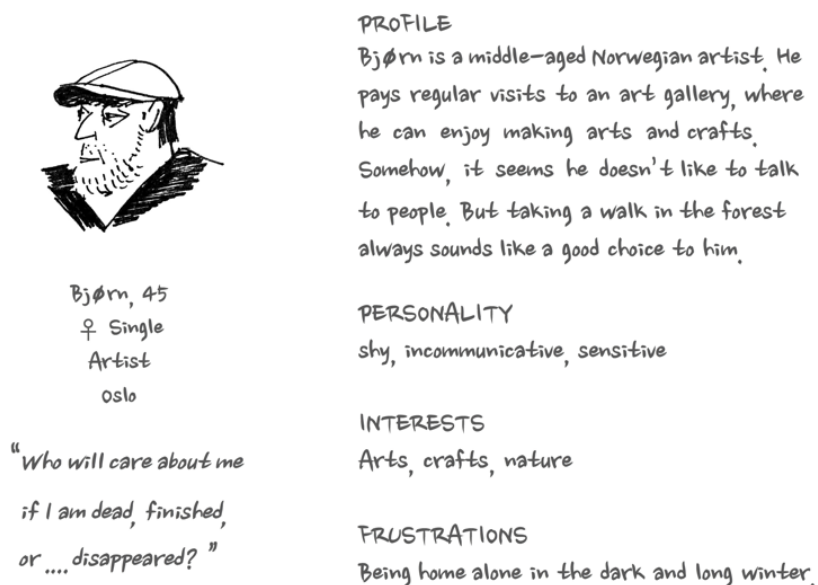 Bjørn, 45
♀ Single
Artist
Oslo
“Who will care about me
if I am dead, finished,
or .... disappeared? ”
PROFILE
Bjørn is a middle-aged Norwegian artist. He
pays regular visits to an art gallery, where
he can enjoy making arts and crafts.
Somehow, it seems he doesn't like to talk
to people. But taking a walk in the forest
always sounds like a good choice to him.
PERSONALITY
shy, incommunicative, sensitive
INTERESTS
Arts, crafts, nature
FRUSTRATIONS
Being home alone in the dark and long winter.